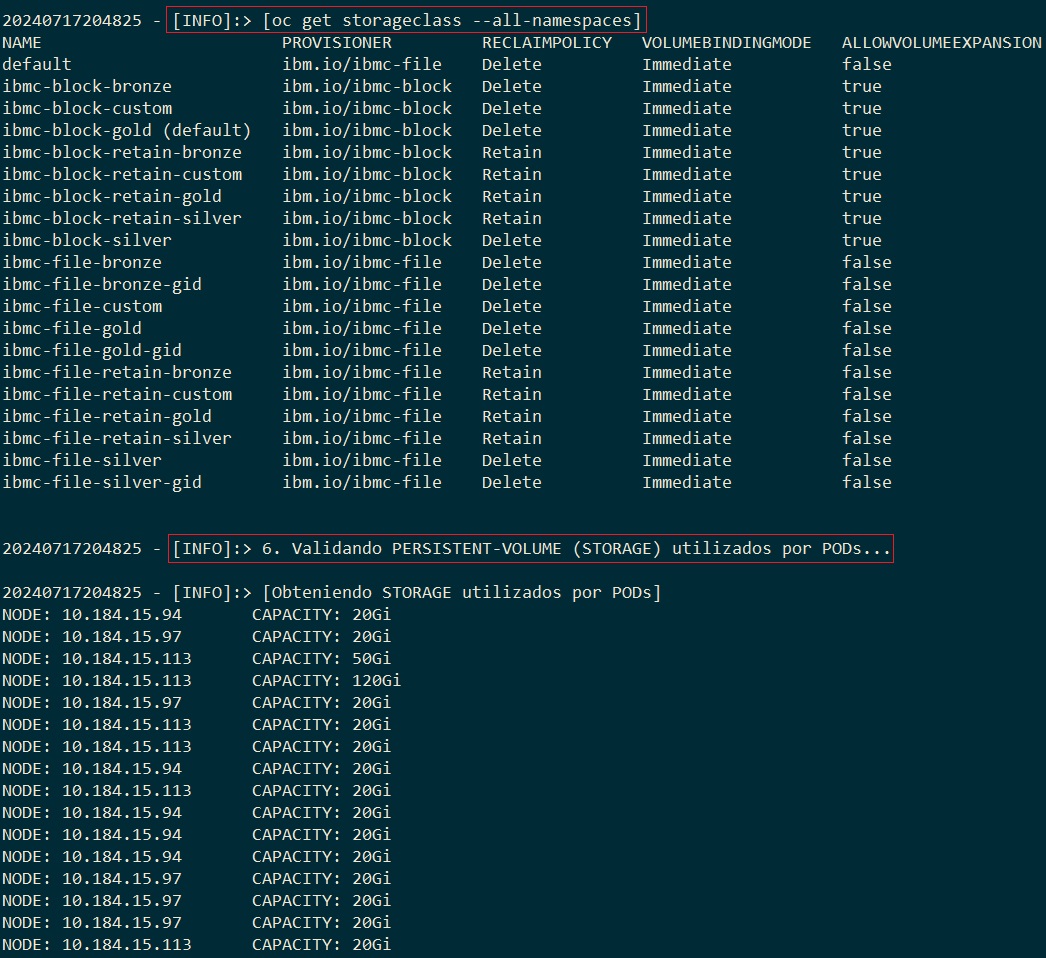 20240717204825 - [INFO]:> [oc get storageclass --all-namespaces]
NAME PROVISIONER RECLAIMPOLICY VOLUMEBINDINGMODE ALLOWVOLUMEEXPANSION
default ibm.io/ibmc-file Delete Immediate false
ibmc-block-bronze ibm.io/ibmc-block Delete Immediate true
ibmc-block-custom ibm.io/ibmc-block Delete Immediate true
ibmc-block-gold (default) ibm.io/ibmc-block Delete Immediate true
ibmc-block-retain-bronze ibm.io/ibmc-block Retain Immediate true
ibmc-block-retain-custom ibm.io/ibmc-block Retain Immediate true
ibmc-block-retain-gold ibm.io/ibmc-block Retain Immediate true
ibmc-block-retain-silver ibm.io/ibmc-block Retain Immediate true
ibmc-block-silver ibm.io/ibmc-block Delete Immediate true
ibmc-file-bronze ibm.io/ibmc-file Delete Immediate false
ibmc-file-bronze-gid ibm.io/ibmc-file Delete Immediate false
ibmc-file-custom ibm.io/ibmc-file Delete Immediate false
ibmc-file-gold ibm.io/ibmc-file Delete Immediate false
ibmc-file-gold-gid ibm.io/ibmc-file Delete Immediate false
ibmc-file-retain-bronze ibm.io/ibmc-file Retain Immediate false
ibmc-file-retain-custom ibm.io/ibmc-file Retain Immediate false
ibmc-file-retain-gold ibm.io/ibmc-file Retain Immediate false
ibmc-file-retain-silver ibm.io/ibmc-file Retain Immediate false
ibmc-file-silver ibm.io/ibmc-file Delete Immediate false
ibmc-file-silver-gid ibm.io/ibmc-file Delete Immediate false
20240717204825 - [INFO]:> 6. Validando PERSISTENT-VOLUME (STORAGE) utilizados por PODs...
20240717204825 - [INFO]:> [Obteniendo STORAGE utilizados por PODs]
NODE: 10.184.15.94 CAPACITY: 20Gi
NODE: 10.184.15.97 CAPACITY: 20Gi
NODE: 10.184.15.113 CAPACITY: 50Gi
NODE: 10.184.15.113 CAPACITY: 120Gi
NODE: 10.184.15.97 CAPACITY: 20Gi
NODE: 10.184.15.113 CAPACITY: 20Gi
NODE: 10.184.15.113 CAPACITY: 20Gi
NODE: 10.184.15.94 CAPACITY: 20Gi
NODE: 10.184.15.113 CAPACITY: 20Gi
NODE: 10.184.15.94 CAPACITY: 20Gi
NODE: 10.184.15.94 CAPACITY: 20Gi
NODE: 10.184.15.94 CAPACITY: 20Gi
NODE: 10.184.15.97 CAPACITY: 20Gi
NODE: 10.184.15.97 CAPACITY: 20Gi
NODE: 10.184.15.97 CAPACITY: 20Gi
NODE: 10.184.15.113 CAPACITY: 20Gi